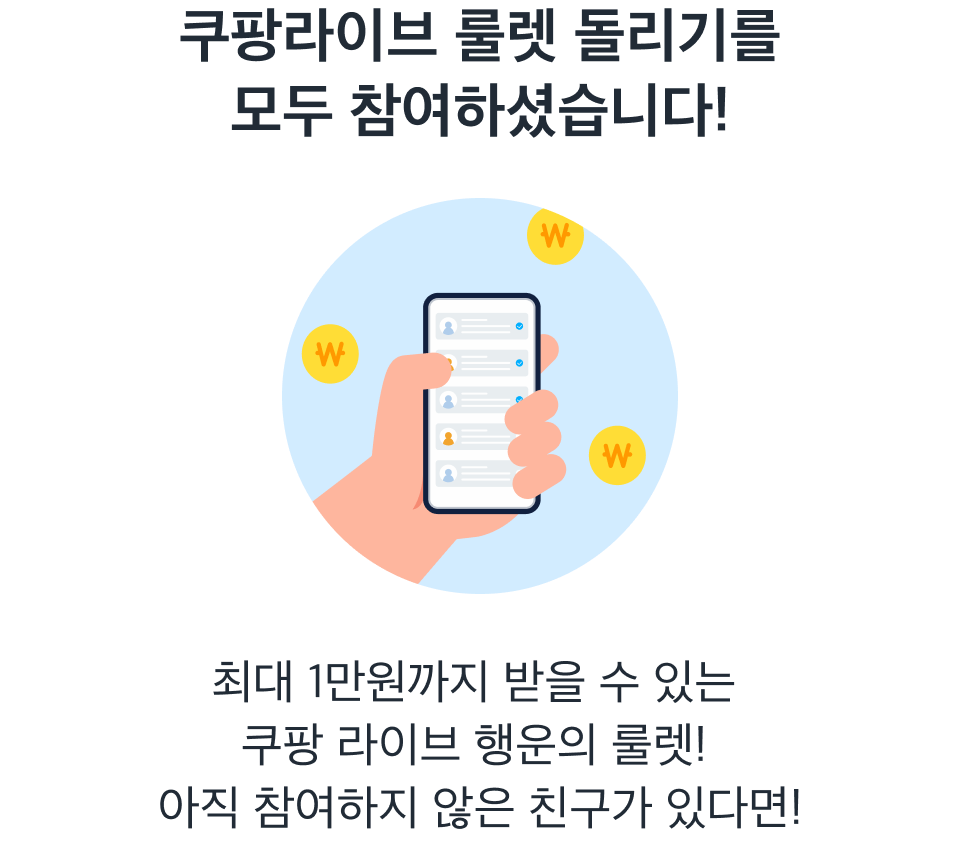 쿠팡라이브 룰렛 돌리기를
모두 참여하셨습니다!
₩
₩
₩
최대 1만원까지 받을 수 있는
쿠팡 라이브 행운의 룰렛!
아직 참여하지 않은 친구가 있다면!